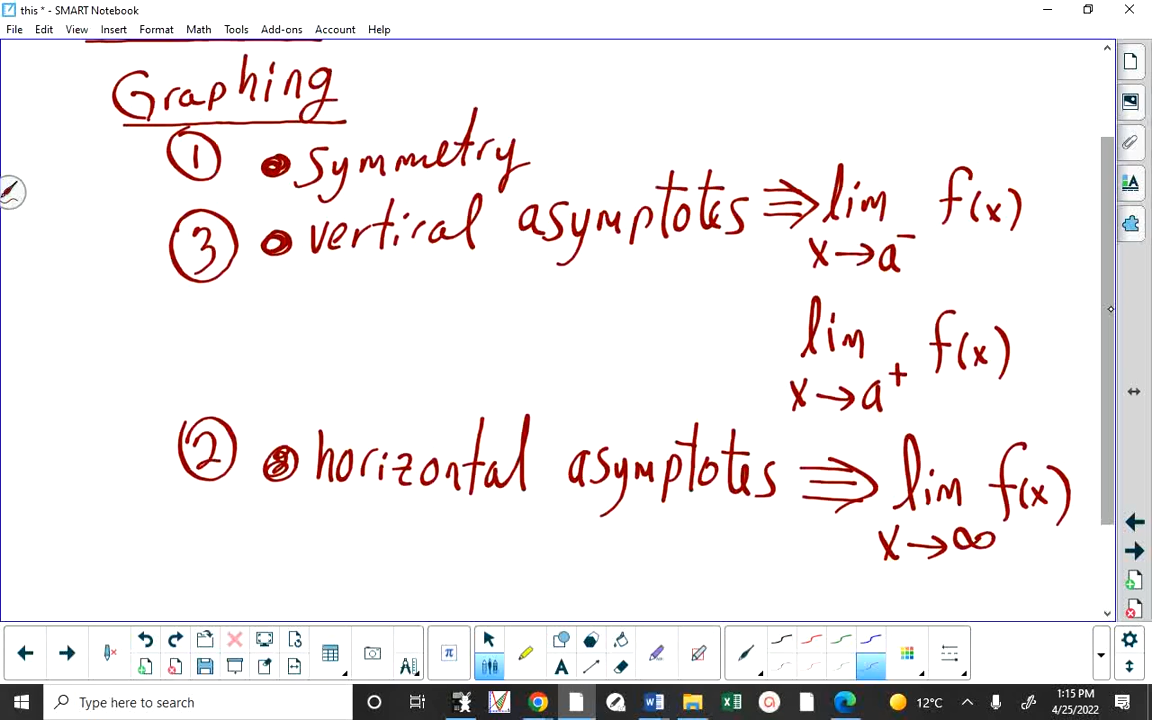 this * - SMART Notebook
File Edit View Insert Format Math Tools Add-ons Account Help
Graphing
① • symmetry
③ • vertical asymptotes ⇛ lim f(x)
x→a⁻
lim f(x)
x→a⁺
② • horizontal asymptotes ⇛ lim f(x)
x→∞
π
A
Type here to search
12°C
1:15 PM
4/25/2022